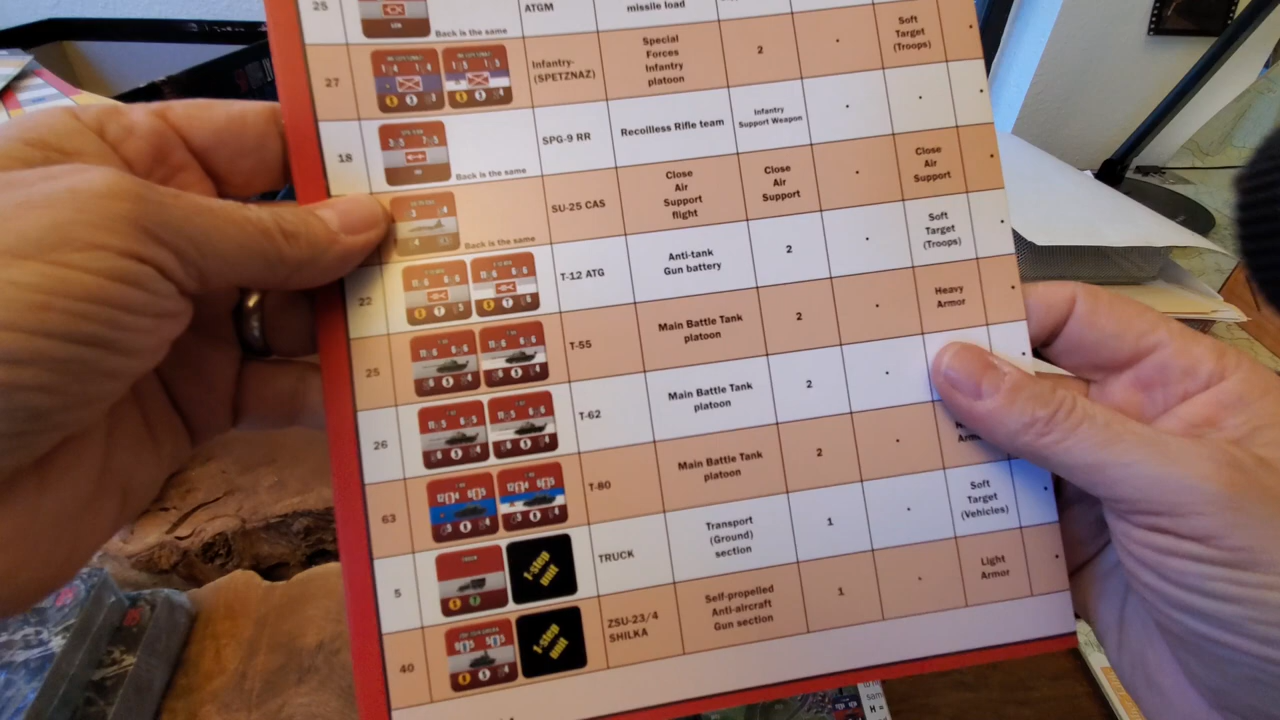 28
ATGM
missile load
Back is the same
27
Infantry-
(SPETZNAZ)
Special
Forces
Infantry
platoon
2
Soft
Target
(Troops)
18
SPG-9 RR
Recoilless Rifle team
Infantry
Support Weapon
Back is the same
SU-25 CAS
Close
Air
Support
flight
Close
Air
Support
Close
Air
Support
Back is the same
22
T-12 ATG
Anti-tank
Gun battery
2
Soft
Target
(Troops)
25
T-55
Main Battle Tank
platoon
2
Heavy
Armor
26
T-62
Main Battle Tank
platoon
2
63
T-80
Main Battle Tank
platoon
2
5
1-step
unit
TRUCK
Transport
(Ground)
section
1
Soft
Target
(Vehicles)
40
1-step
unit
ZSU-23/4
SHILKA
Self-propelled
Anti-aircraft
Gun section
1
Light
Armor